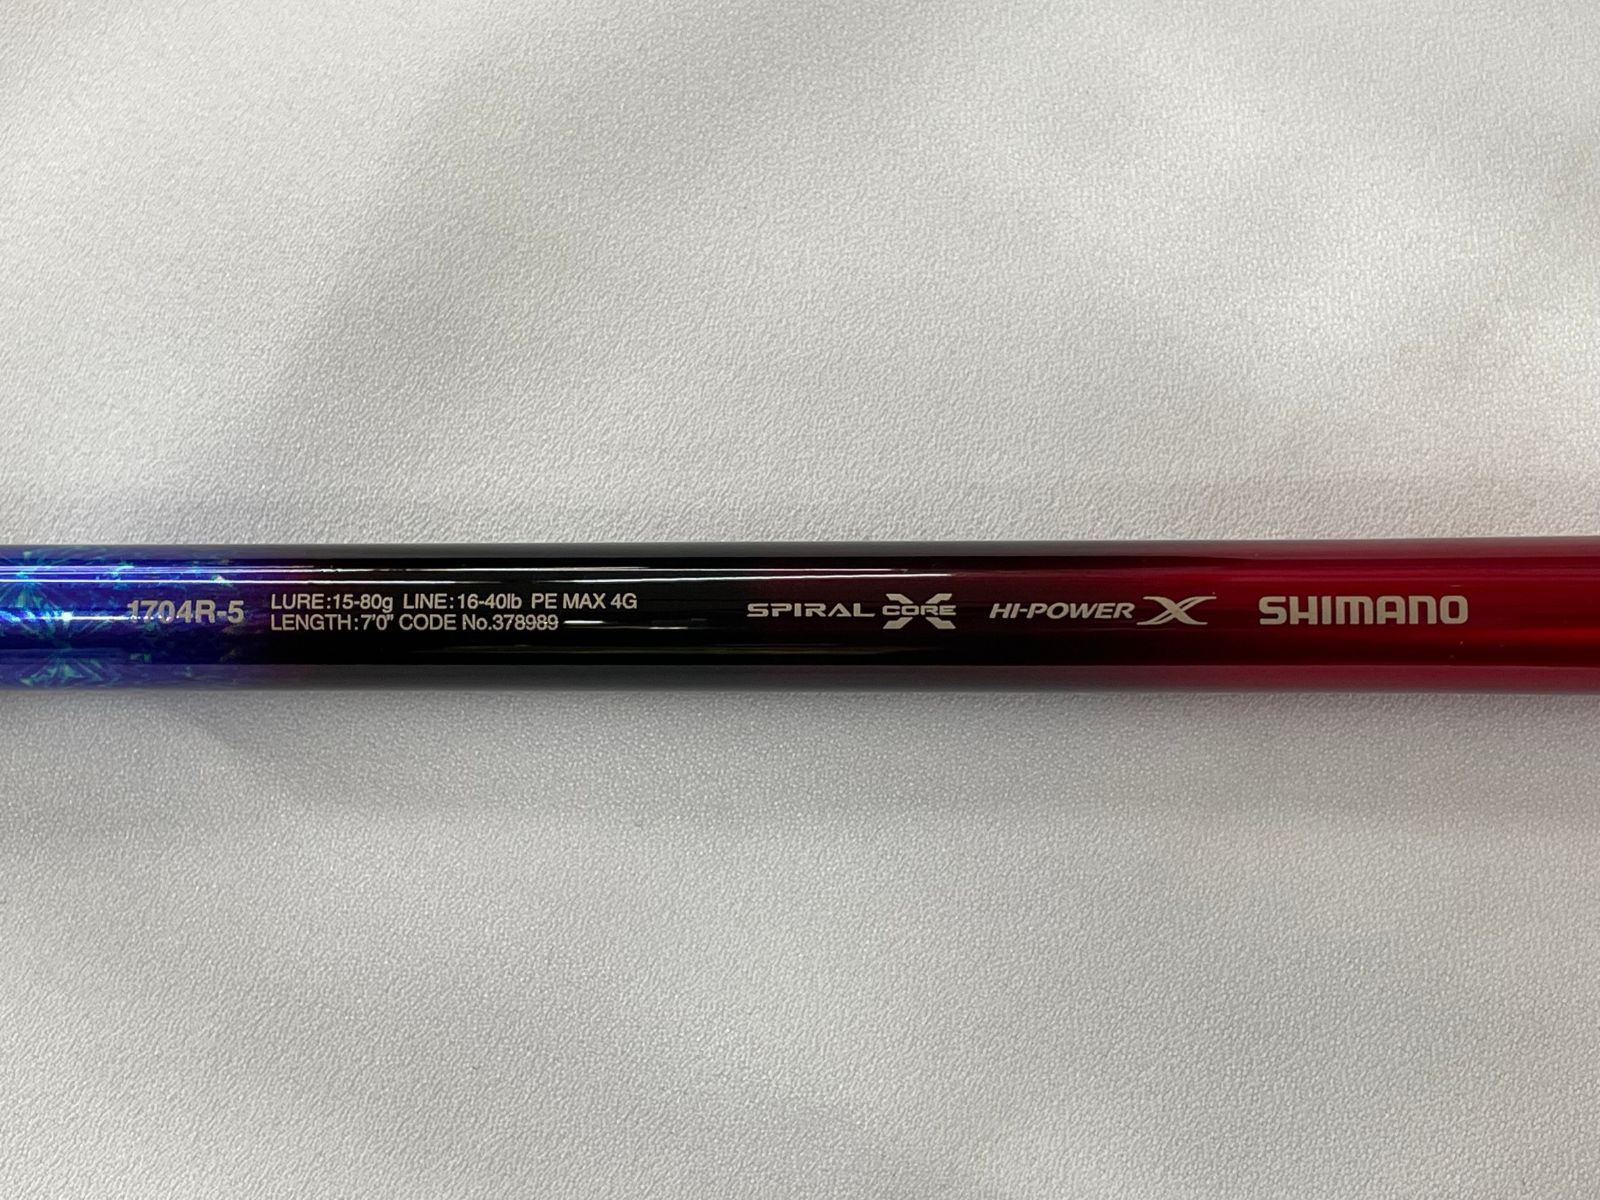 1704R-5
LURE:15-80g LINE:16-40lb PE MAX 4G
LENGTH:7'0" CODE No.378989
SPIRAL X CORE
HI-POWER X
SHIMANO